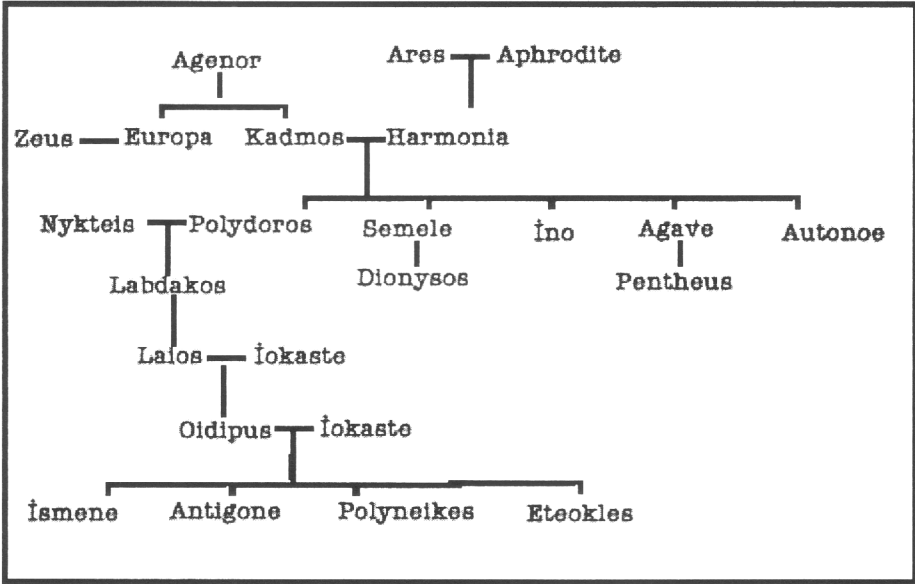 Agenor
Ares Aphrodite
Zeus Europa Kadmos Harmonia
Nykteis Polydoros Semele İno Agave Autonoe
Labdakos Dionysos Pentheus
Laios İokaste
Oidipus İokaste
İsmene Antigone Polyneikes Eteokles